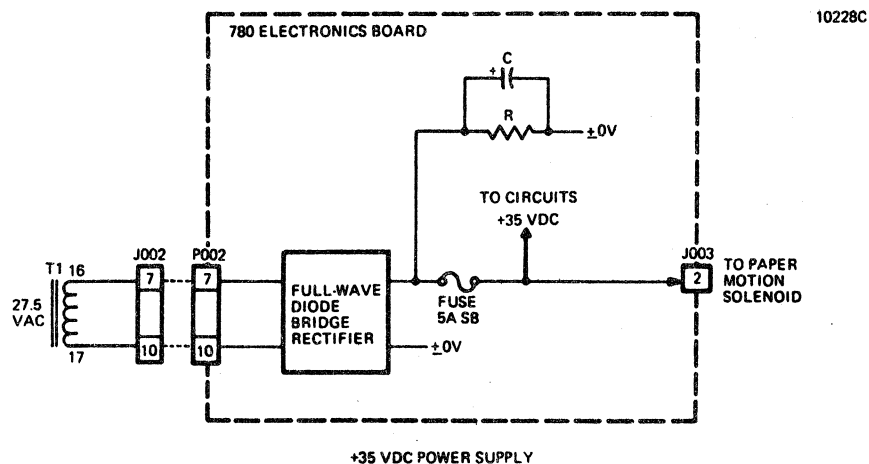 10228C
780 ELECTRONICS BOARD
C
+
R
±0V
TO CIRCUITS
+35 VDC
J002
P002
J003
T1 16
7
7
2
TO PAPER
MOTION
SOLENOID
27.5
VAC
FULL-WAVE
DIODE
BRIDGE
RECTIFIER
FUSE
5A SB
17
10
10
±0V
+35 VDC POWER SUPPLY